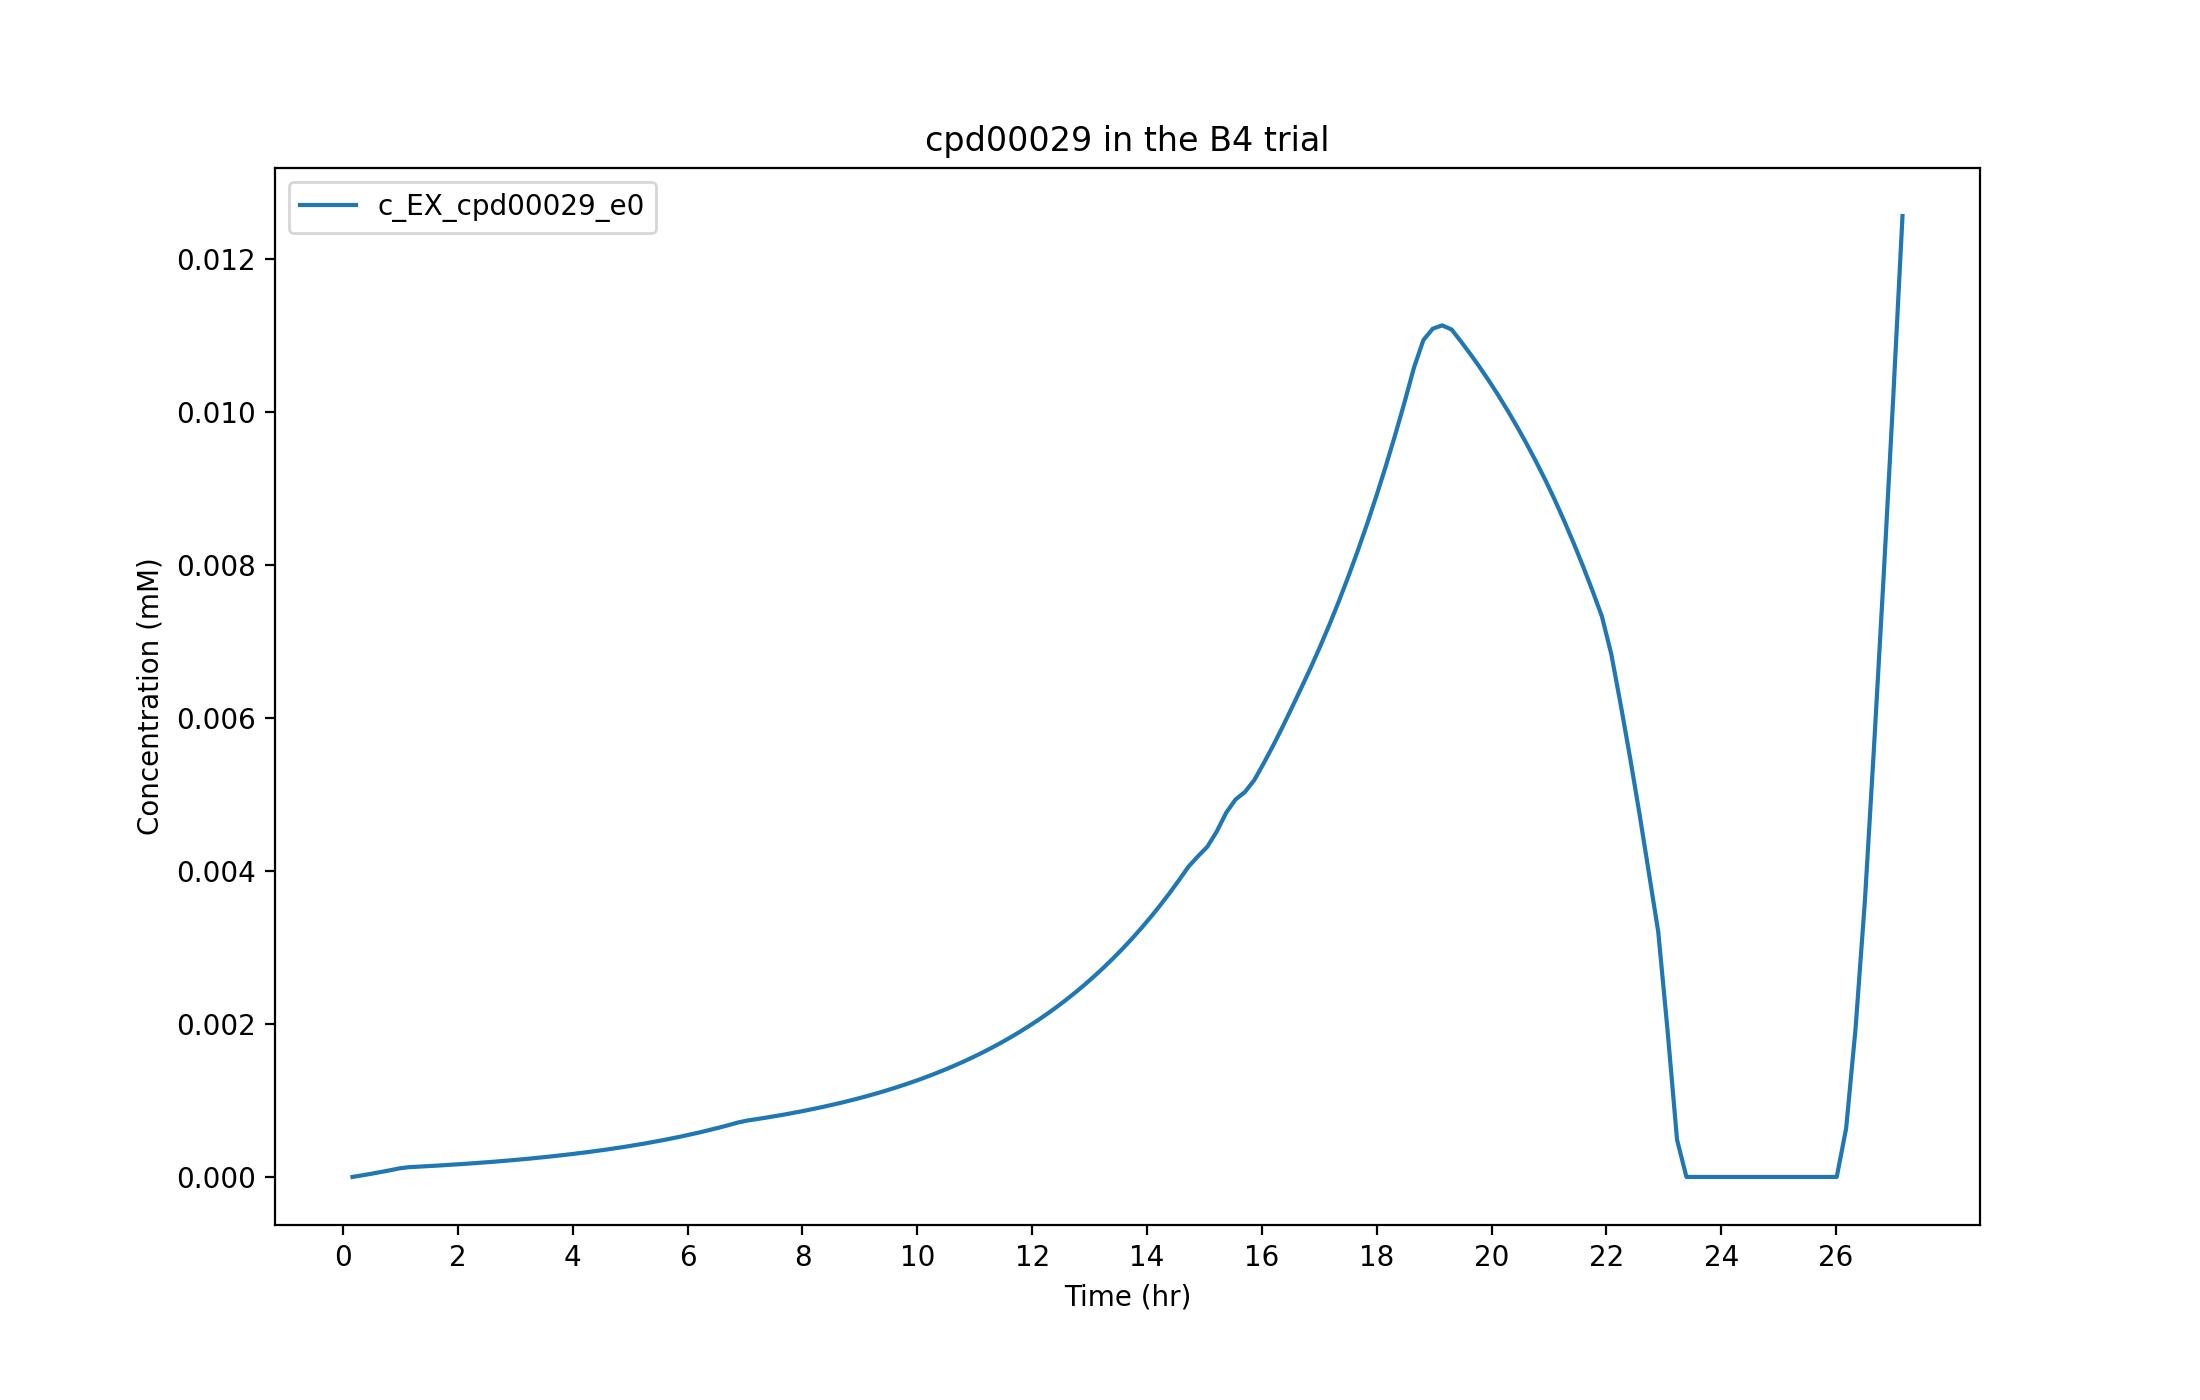 cpd00029 in the B4 trial
c_EX_cpd00029_e0
Concentration (mM)
0.012
0.010
0.008
0.006
0.004
0.002
0.000
0 2 4 6 8 10 12 14 16 18 20 22 24 26
Time (hr)